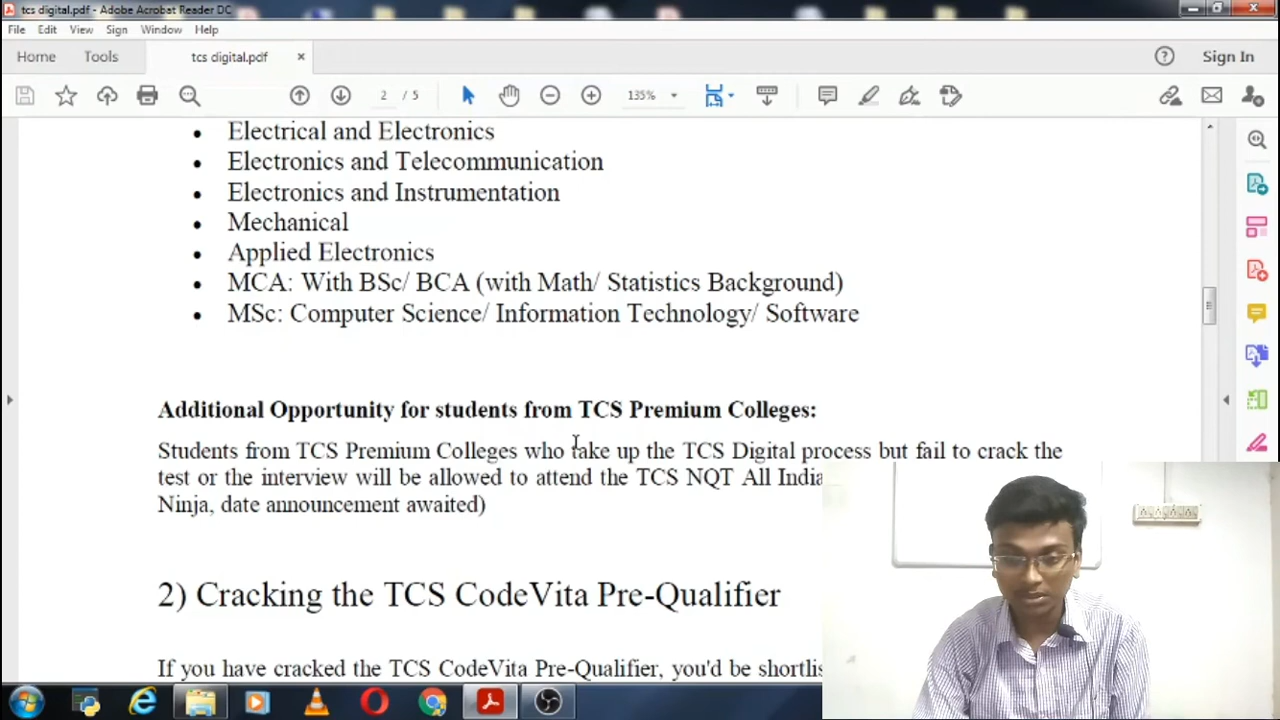 tcs digital.pdf - Adobe Acrobat Reader DC
File Edit View Sign Window Help
Home Tools tcs digital.pdf × ? Sign In
2 / 5 135%
• Electrical and Electronics
• Electronics and Telecommunication
• Electronics and Instrumentation
• Mechanical
• Applied Electronics
• MCA: With BSc/ BCA (with Math/ Statistics Background)
• MSc: Computer Science/ Information Technology/ Software
Additional Opportunity for students from TCS Premium Colleges:
Students from TCS Premium Colleges who take up the TCS Digital process but fail to crack the
test or the interview will be allowed to attend the TCS NQT All India
Ninja, date announcement awaited)
2) Cracking the TCS CodeVita Pre-Qualifier
If you have cracked the TCS CodeVita Pre-Qualifier, you'd be shortlis